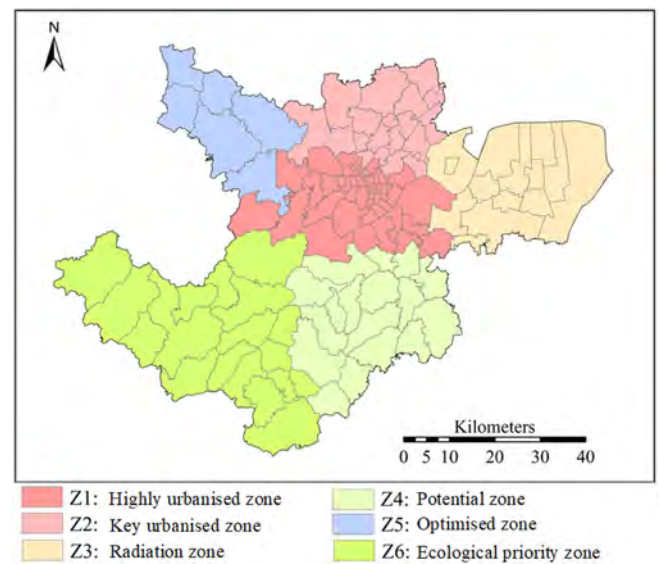 N
Kilometers
0 5 10 20 30 40
Z1: Highly urbanised zone
Z2: Key urbanised zone
Z3: Radiation zone
Z4: Potential zone
Z5: Optimised zone
Z6: Ecological priority zone